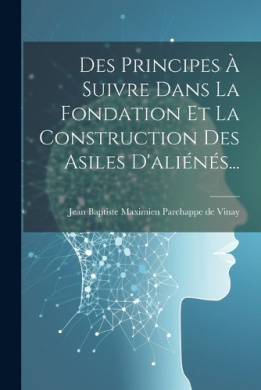 Des Principes À
Suivre Dans La
Fondation Et La
Construction Des
Asiles D'aliénés...
Jean Baptiste Maximien Parchappe de Vinay